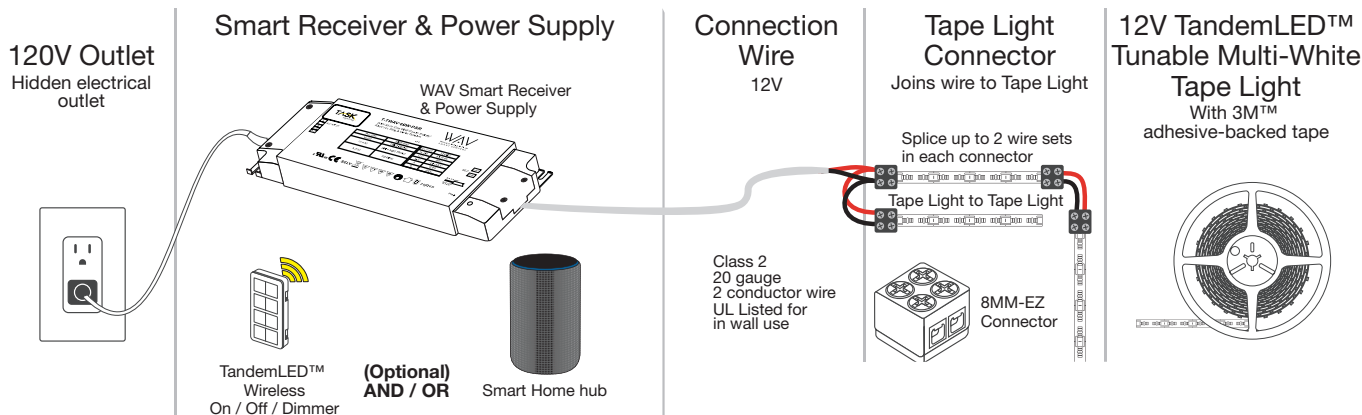 120V Outlet
Hidden electrical
outlet
Smart Receiver & Power Supply
WAV Smart Receiver
& Power Supply
TASK
WAV
TandemLED™
Wireless
On / Off / Dimmer
(Optional)
AND / OR
Smart Home hub
Connection
Wire
12V
Class 2
20 gauge
2 conductor wire
UL Listed for
in wall use
Tape Light
Connector
Joins wire to Tape Light
Splice up to 2 wire sets
in each connector
Tape Light to Tape Light
8MM-EZ
Connector
12V TandemLED™
Tunable Multi-White
Tape Light
With 3M™
adhesive-backed tape